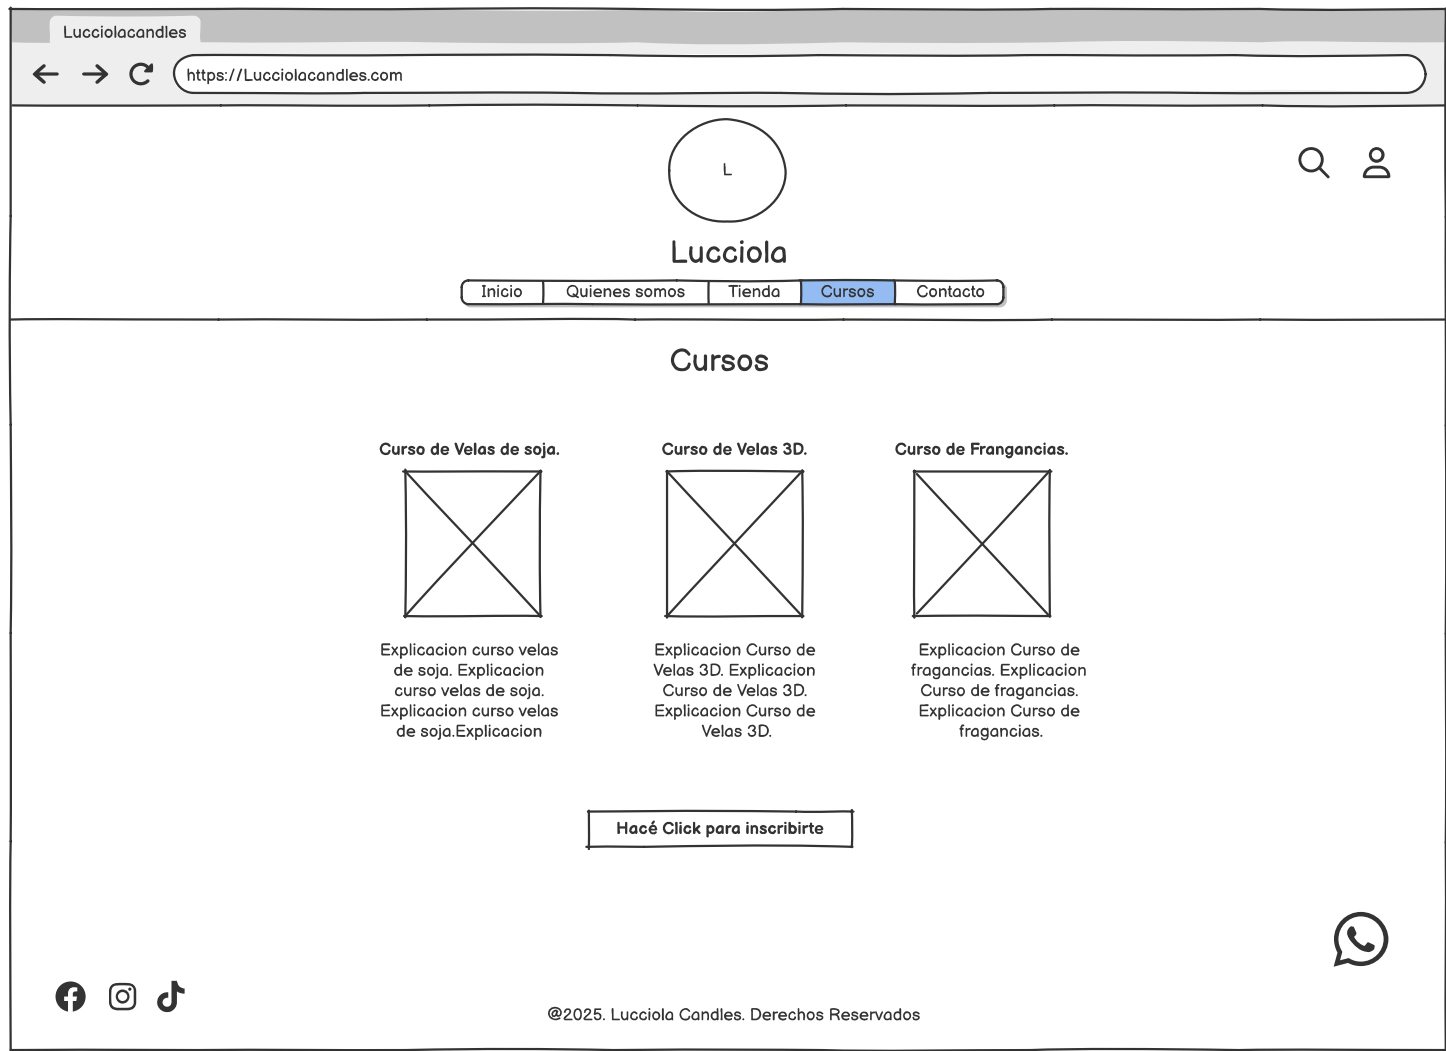 Lucciolacandles
https://Lucciolacandles.com
L
Lucciola
Inicio Quienes somos Tienda Cursos Contacto
Cursos
Curso de Velas de soja.
Explicacion curso velas
de soja. Explicacion
curso velas de soja.
Explicacion curso velas
de soja.Explicacion
Curso de Velas 3D.
Explicacion Curso de
Velas 3D. Explicacion
Curso de Velas 3D.
Explicacion Curso de
Velas 3D.
Curso de Frangancias.
Explicacion Curso de
fragancias. Explicacion
Curso de fragancias.
Explicacion Curso de
fragancias.
Hacé Click para inscribirte
@2025. Lucciola Candles. Derechos Reservados